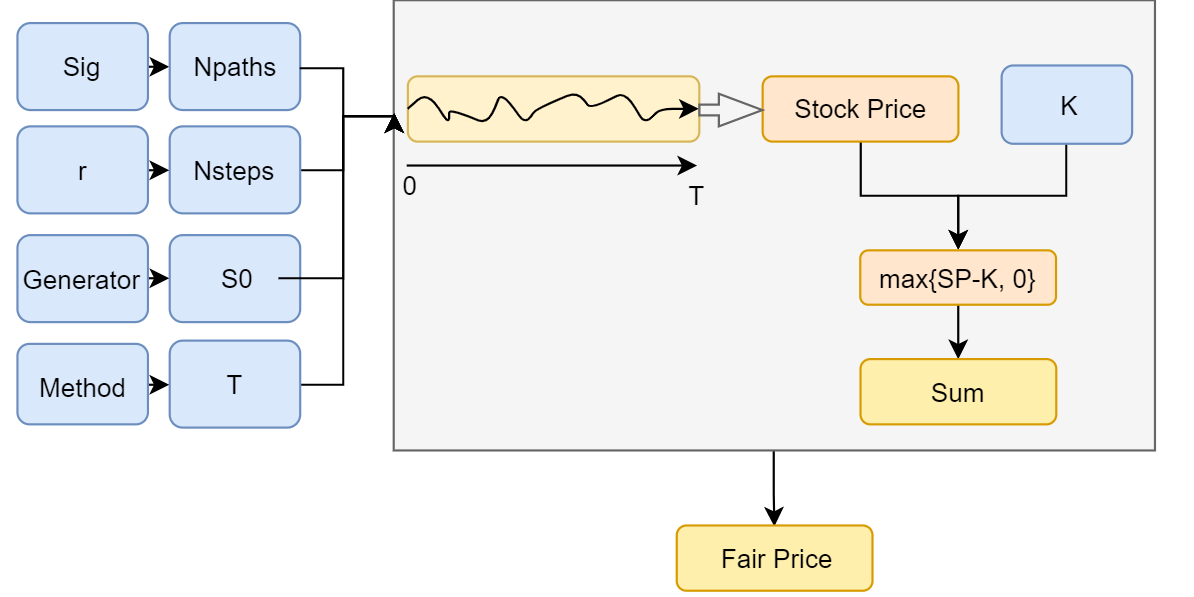 Sig
Npaths
r
Nsteps
Generator
S0
Method
T
0
T
Stock Price
K
max{SP-K, 0}
Sum
Fair Price